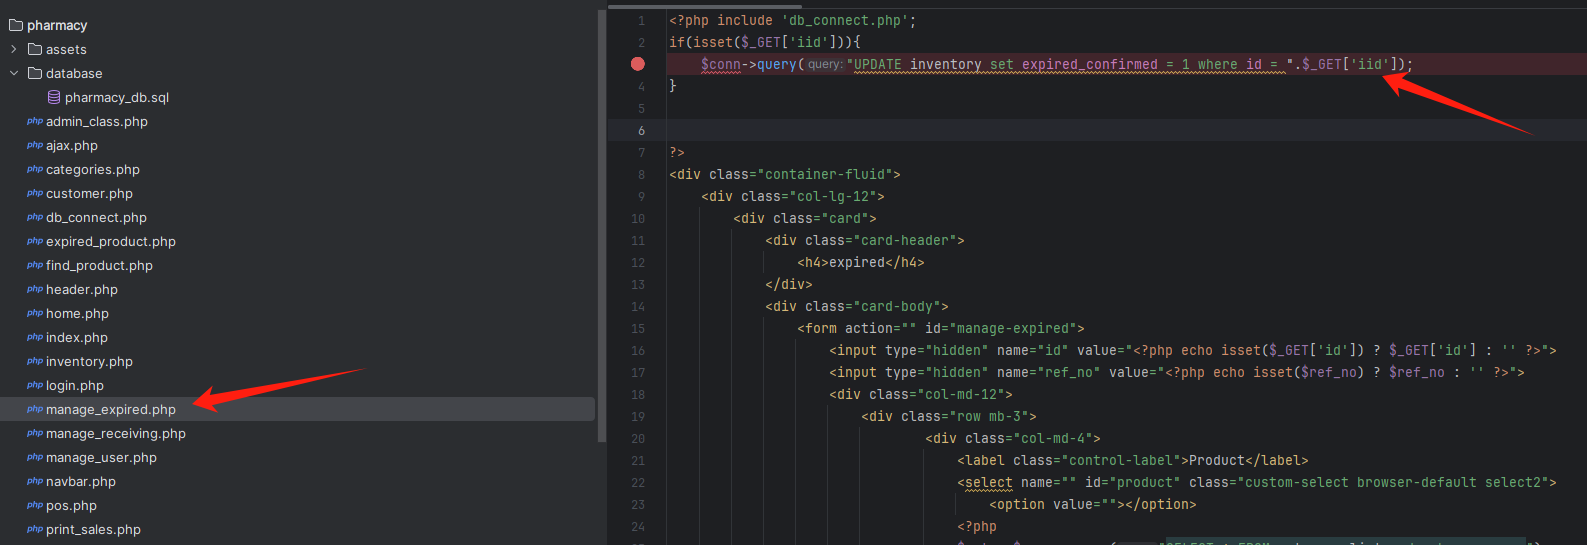 pharmacy
assets
database
pharmacy_db.sql
php admin_class.php
php ajax.php
php categories.php
php customer.php
php db_connect.php
php expired_product.php
php find_product.php
php header.php
php home.php
php index.php
php inventory.php
php login.php
php manage_expired.php
php manage_receiving.php
php manage_user.php
php navbar.php
php pos.php
php print_sales.php
1 <?php include 'db_connect.php';
2 if(isset($_GET['iid'])){
$conn->query( query: "UPDATE inventory set expired_confirmed = 1 where id = ".$_GET['iid']);
4 }
5
6
7 ?>
8 <div class="container-fluid">
9 <div class="col-lg-12">
10 <div class="card">
11 <div class="card-header">
12 <h4>expired</h4>
13 </div>
14 <div class="card-body">
15 <form action="" id="manage-expired">
16 <input type="hidden" name="id" value="<?php echo isset($_GET['id']) ? $_GET['id'] : '' ?>">
17 <input type="hidden" name="ref_no" value="<?php echo isset($ref_no) ? $ref_no : '' ?>">
18 <div class="col-md-12">
19 <div class="row mb-3">
20 <div class="col-md-4">
21 <label class="control-label">Product</label>
22 <select name="" id="product" class="custom-select browser-default select2">
23 <option value=""></option>
24 <?php